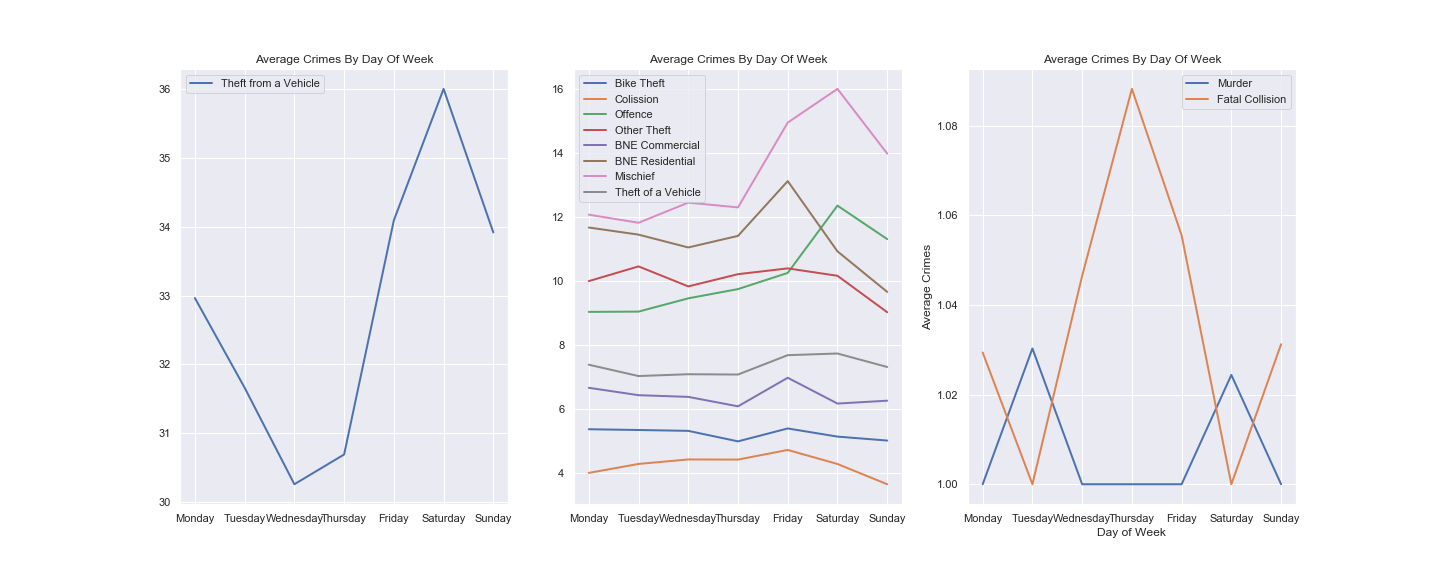 Average Crimes By Day Of Week
Theft from a Vehicle
36
35
34
33
32
31
30
Monday Tuesday Wednesday Thursday Friday Saturday Sunday
Average Crimes By Day Of Week
Bike Theft
Colission
Offence
Other Theft
BNE Commercial
BNE Residential
Mischief
Theft of a Vehicle
16
14
12
10
8
6
4
Monday Tuesday Wednesday Thursday Friday Saturday Sunday
Average Crimes By Day Of Week
Murder
Fatal Collision
Average Crimes
1.08
1.06
1.04
1.02
1.00
Monday Tuesday Wednesday Thursday Friday Saturday Sunday
Day of Week